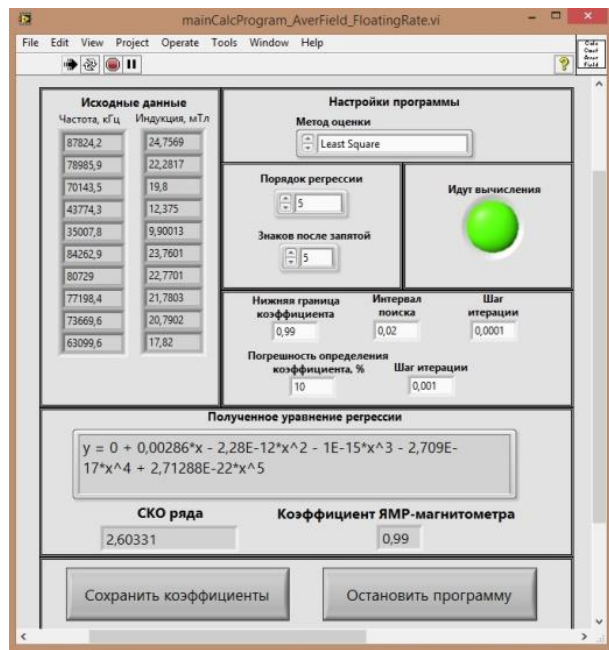 mainCalcProgram_AverField_FloatingRate.vi
File Edit View Project Operate Tools Window Help
Исходные данные
Частота, кГц Индукция, мТл
87824,2 24,7569
78985,9 22,2817
70143,5 19,8
43774,3 12,375
35007,8 9,90013
84262,9 23,7601
80729 22,7701
77198,4 21,7803
73669,6 20,7902
63099,6 17,82
Настройки программы
Метод оценки
Least Square
Порядок регрессии
5
Знаков после запятой
5
Идут вычисления
Нижняя граница
коэффициента
0,99
Интервал
поиска
0,02
Шаг
итерации
0,0001
Погрешность определения
коэффициента, %
10
Шаг итерации
0,001
Полученное уравнение регрессии
y = 0 + 0,00286*x - 2,28E-12*x^2 - 1E-15*x^3 - 2,709E-
17*x^4 + 2,71288E-22*x^5
СКО ряда
2,60331
Коэффициент ЯМР-магнитометра
0,99
Сохранить коэффициенты
Остановить программу